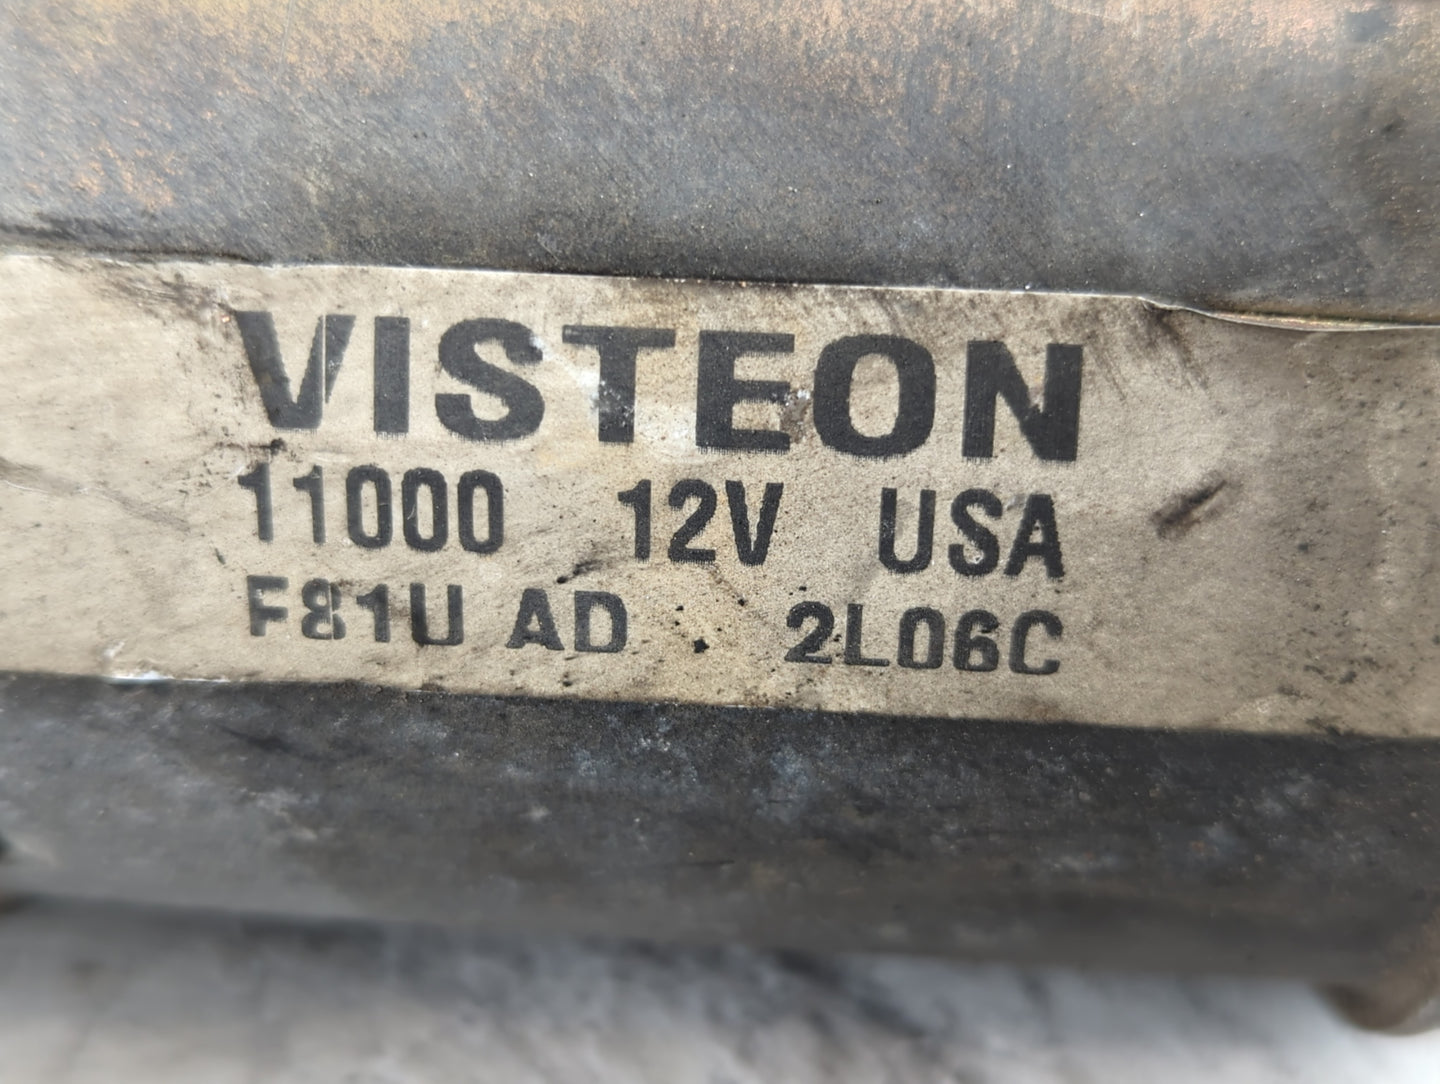 VISTEON
11000 12V USA
F81U AD . 2L06C